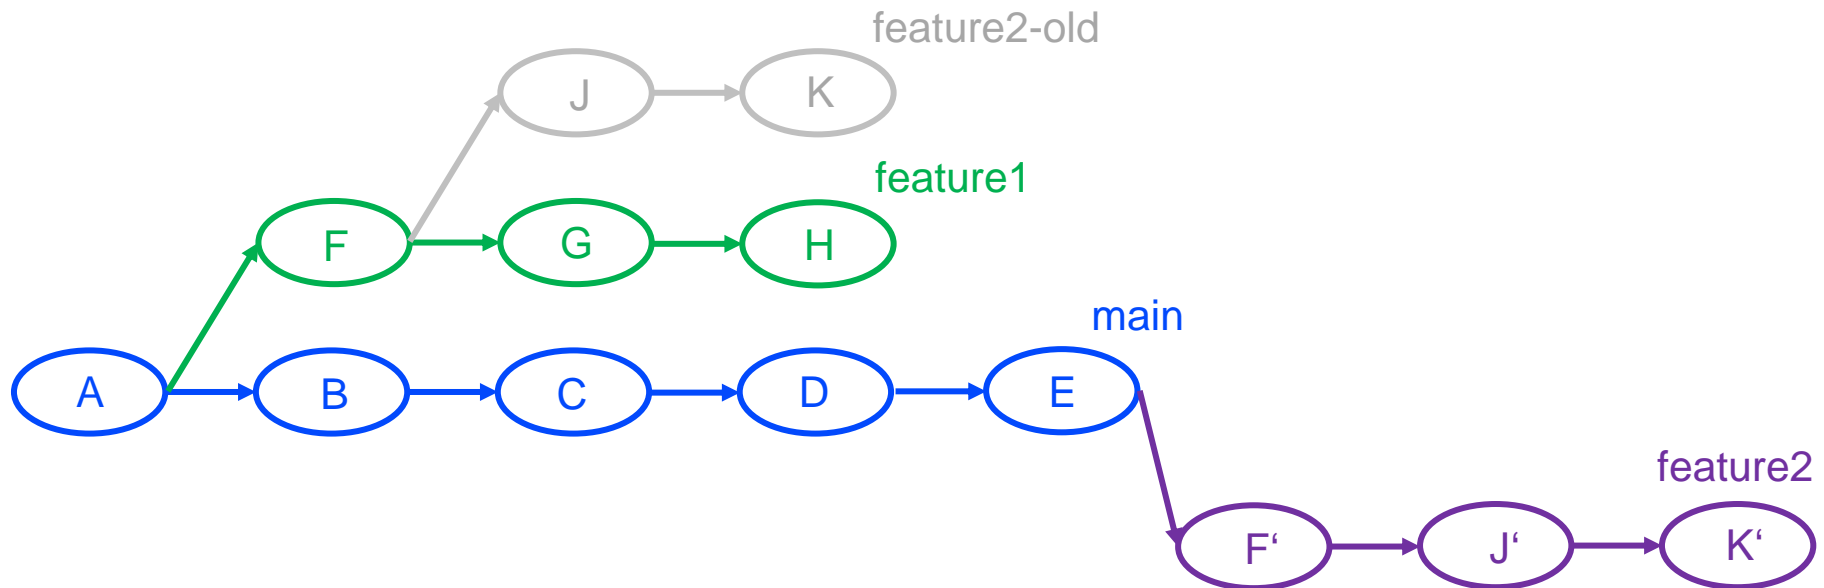 feature2-old
J
K
feature1
F
G
H
main
A
B
C
D
E
feature2
F‘
J‘
K‘